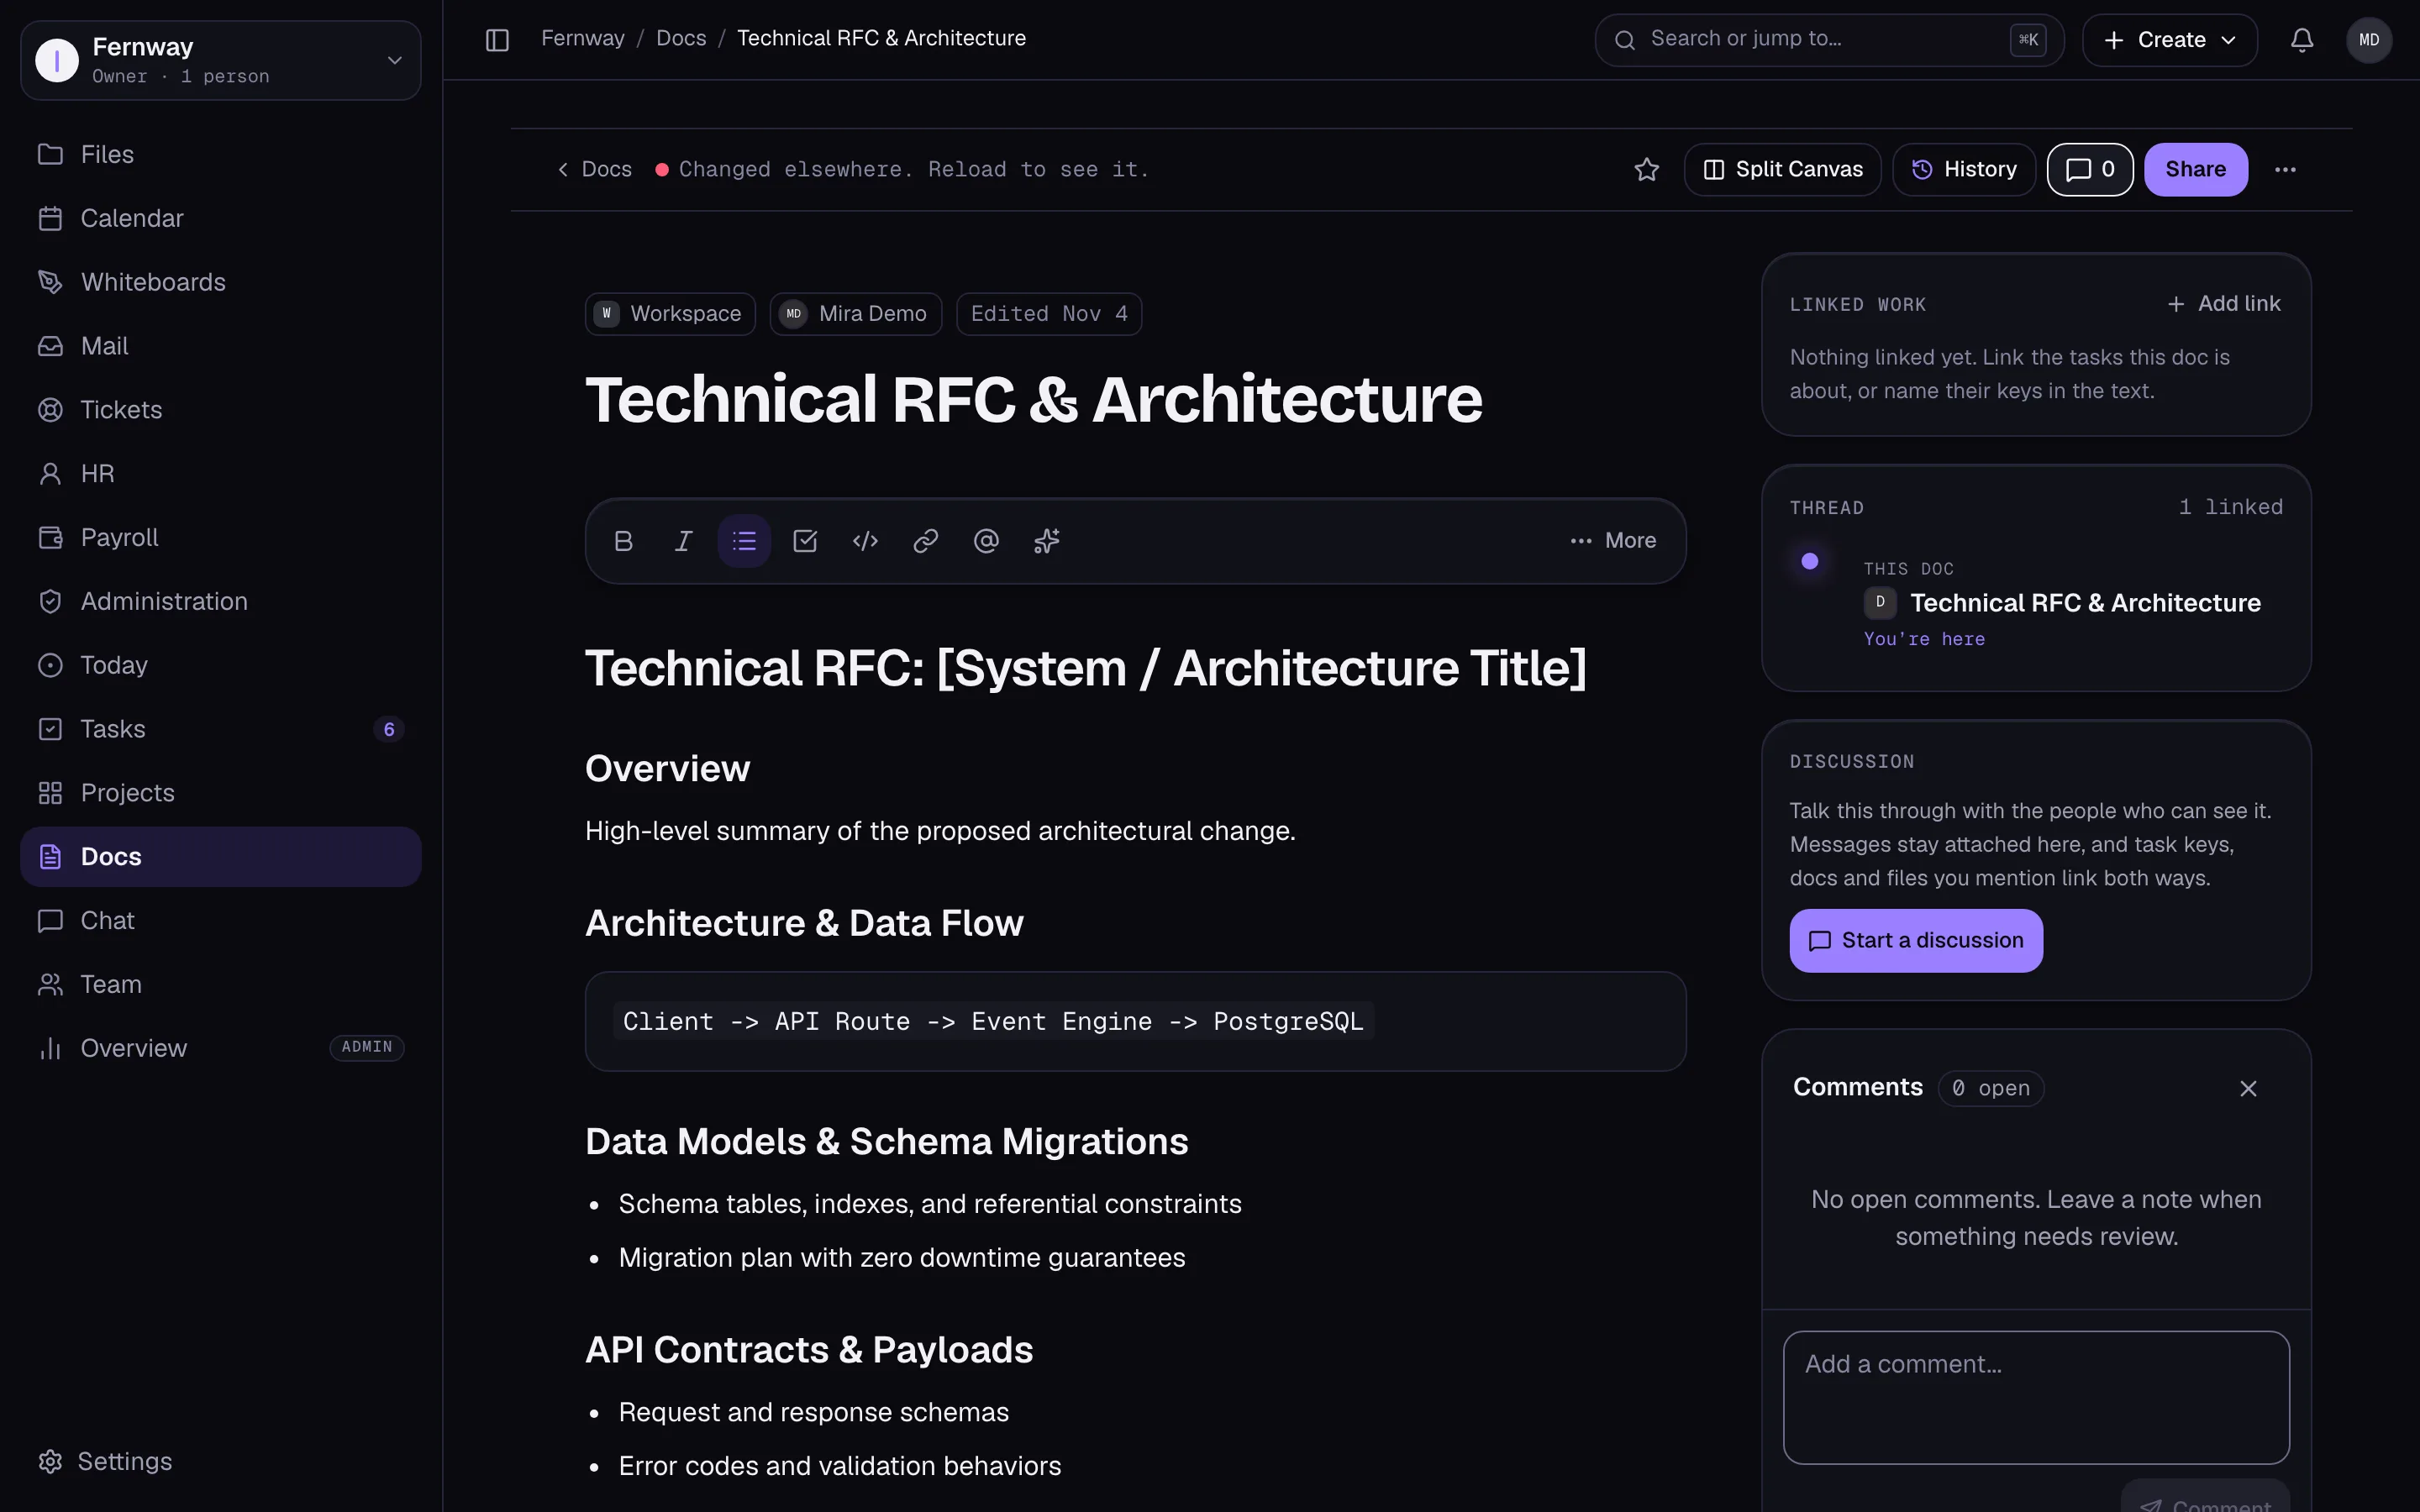 Fernway
Owner · 1 person
Files
Calendar
Whiteboards
Mail
Tickets
HR
Payroll
Administration
Today
Tasks 6
Projects
Docs
Chat
Team
Overview ADMIN
Settings
Fernway / Docs / Technical RFC & Architecture
Search or jump to... ⌘K
Create
MD
Docs
Changed elsewhere. Reload to see it.
Split Canvas
History
0
Share
W Workspace
MD Mira Demo
Edited Nov 4
Technical RFC & Architecture
B I
More
Technical RFC: [System / Architecture Title]
Overview
High-level summary of the proposed architectural change.
Architecture & Data Flow
Client -> API Route -> Event Engine -> PostgreSQL
Data Models & Schema Migrations
• Schema tables, indexes, and referential constraints
• Migration plan with zero downtime guarantees
API Contracts & Payloads
• Request and response schemas
• Error codes and validation behaviors
LINKED WORK
+ Add link
Nothing linked yet. Link the tasks this doc is
about, or name their keys in the text.
THREAD
1 linked
THIS DOC
D Technical RFC & Architecture
You're here
DISCUSSION
Talk this through with the people who can see it.
Messages stay attached here, and task keys,
docs and files you mention link both ways.
Start a discussion
Comments 0 open
No open comments. Leave a note when
something needs review.
Add a comment...
Comment